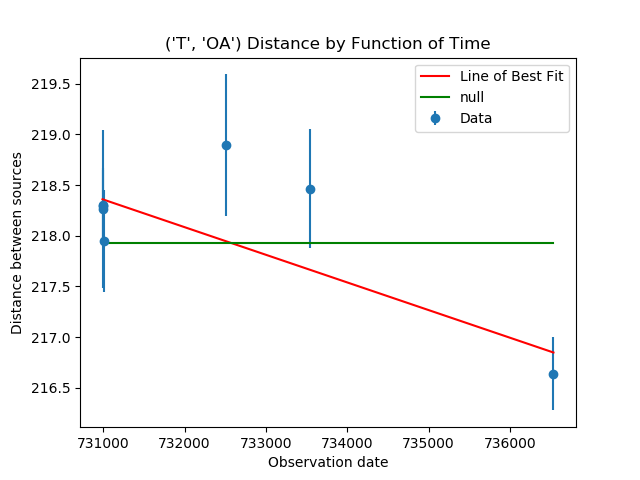 ('T', 'OA') Distance by Function of Time
Distance between sources
219.5
219.0
218.5
218.0
217.5
217.0
216.5
Line of Best Fit
null
Data
731000 732000 733000 734000 735000 736000
Observation date